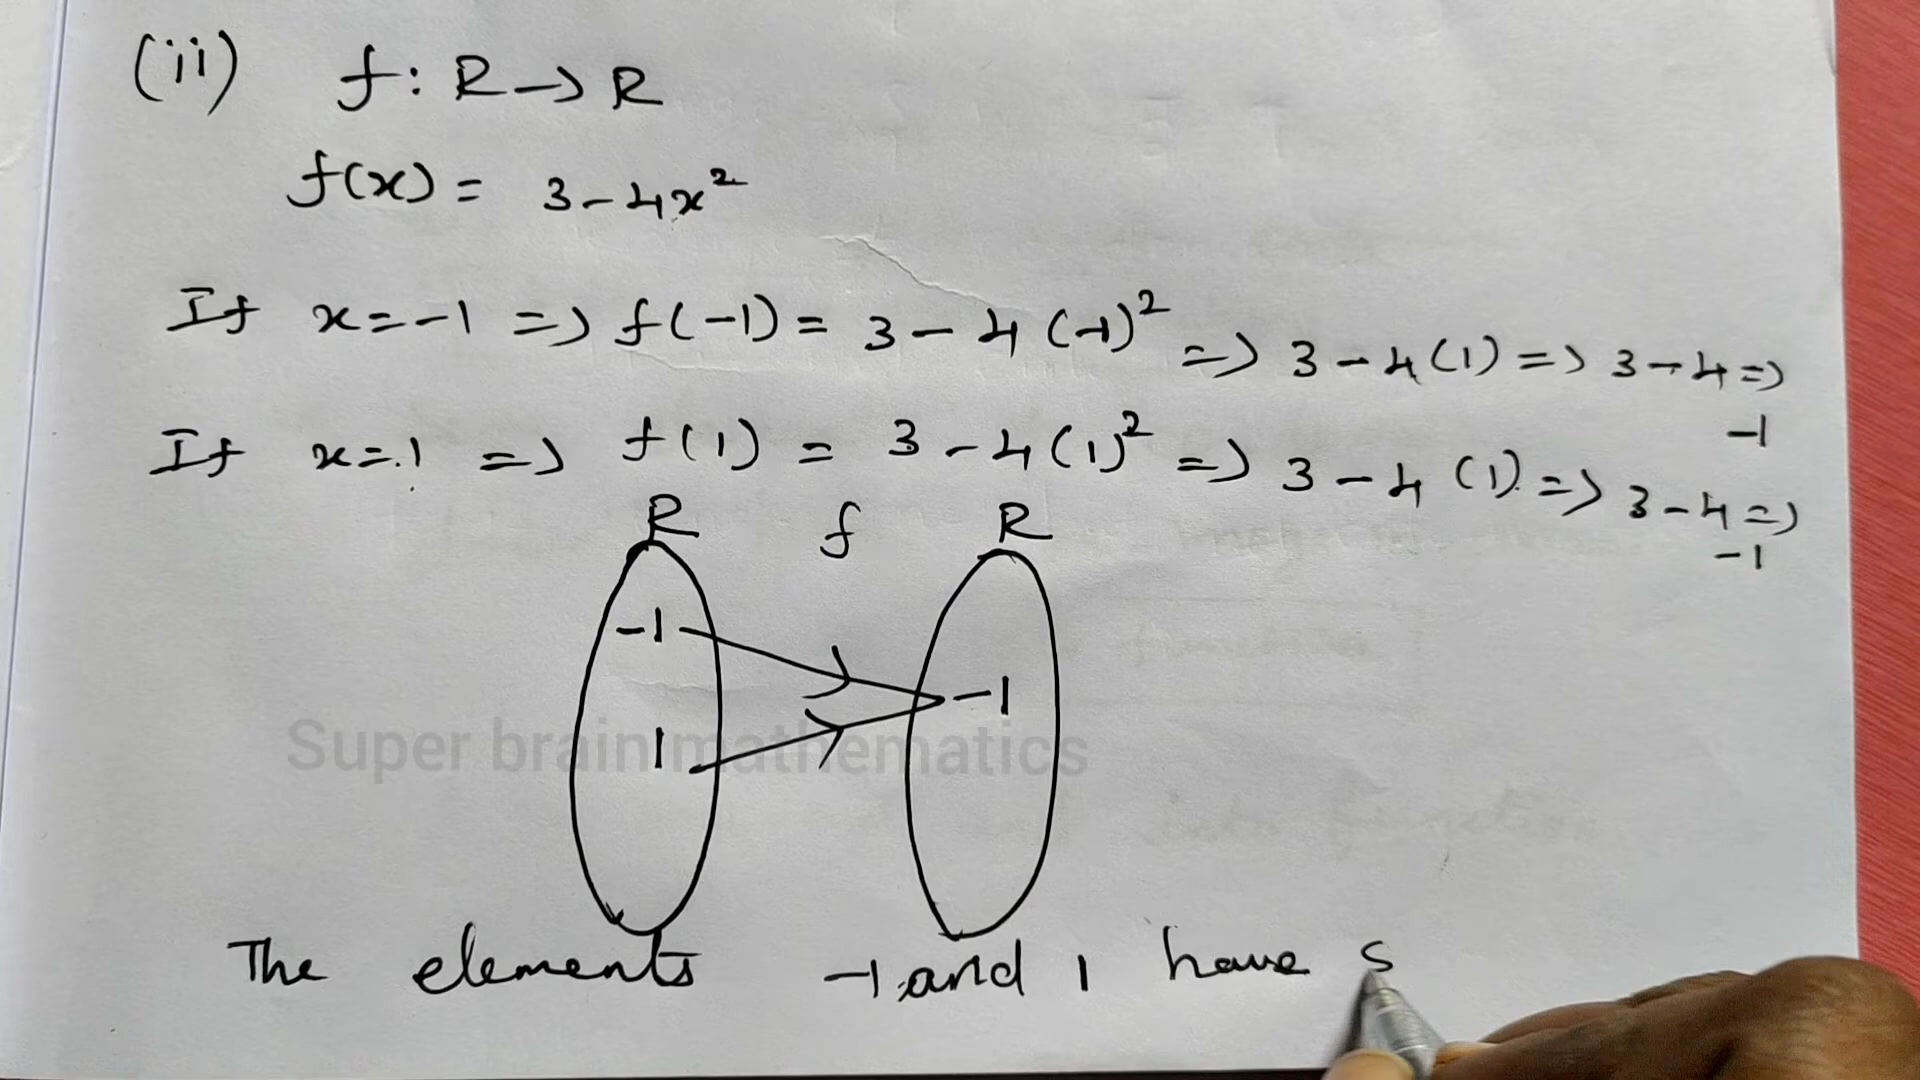 (ii) f : R → R
f(x) = 3 - 4x²
If x = -1 => f(-1) = 3 - 4 (-1)² => 3 - 4 (1) => 3 - 4 =>
-1
If x = 1 => f(1) = 3 - 4 (1)² => 3 - 4 (1) => 3 - 4 =>
-1
R f R
-1
-1
1
Super brain mathematics
The elements -1 and 1 have s